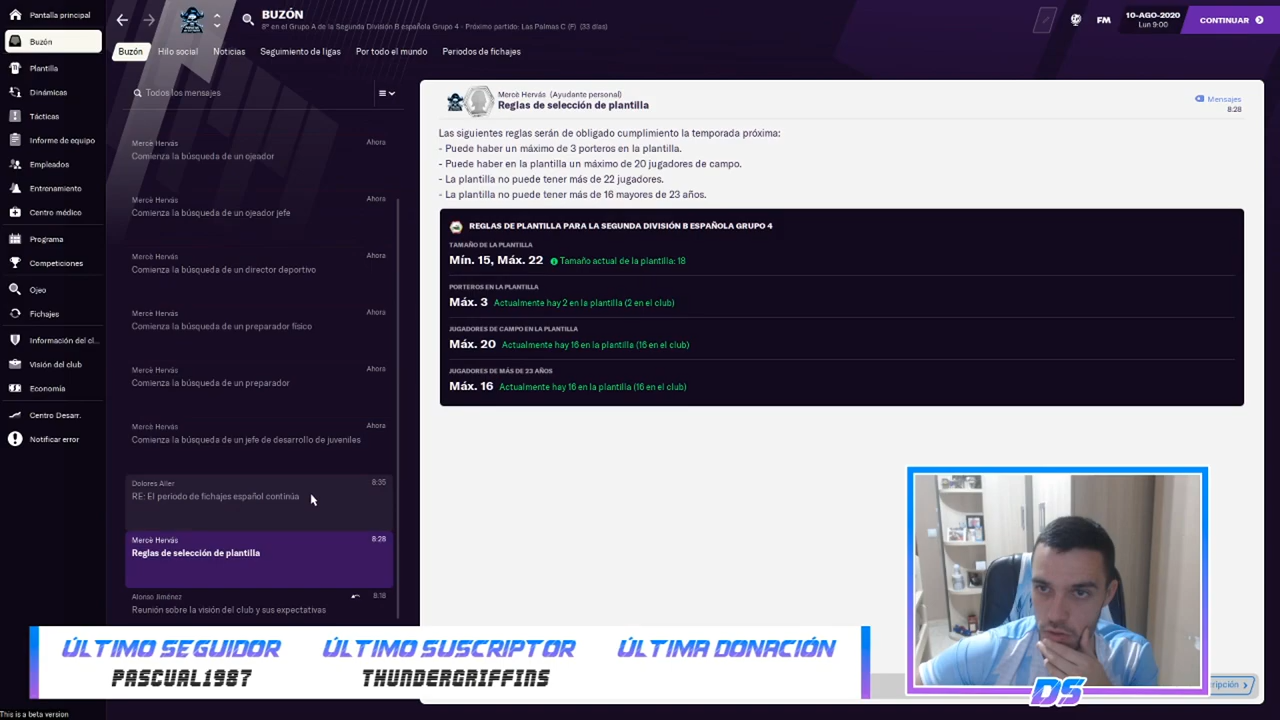 Pantalla principal
Buzón
Plantilla
Dinámicas
Tácticas
Informe de equipo
Empleados
Entrenamiento
Centro médico
Programa
Competiciones
Ojeo
Fichajes
Información del cl...
Visión del club
Economía
Centro Desarr.
Notificar error
This is a beta version
BUZÓN
8º en el Grupo A de la Segunda División B española Grupo 4 - Próximo partido: Las Palmas C (F) (33 días)
FM
10-AGO-2020
Lun 9:00
CONTINUAR
Buzón
Hilo social
Noticias
Seguimiento de ligas
Por todo el mundo
Periodos de fichajes
Todos los mensajes
Mercè Hervás
Ahora
Comienza la búsqueda de un ojeador
Mercè Hervás
Ahora
Comienza la búsqueda de un ojeador jefe
Mercè Hervás
Ahora
Comienza la búsqueda de un director deportivo
Mercè Hervás
Ahora
Comienza la búsqueda de un preparador físico
Mercè Hervás
Ahora
Comienza la búsqueda de un preparador
Mercè Hervás
Ahora
Comienza la búsqueda de un jefe de desarrollo de juveniles
Dolores Aller
8:35
RE: El periodo de fichajes español continúa
Mercè Hervás
8:28
Reglas de selección de plantilla
Alonso Jiménez
8:18
Reunión sobre la visión del club y sus expectativas
Mercè Hervás (Ayudante personal)
Reglas de selección de plantilla
Mensajes
8:28
Las siguientes reglas serán de obligado cumplimiento la temporada próxima:
- Puede haber un máximo de 3 porteros en la plantilla.
- Puede haber en la plantilla un máximo de 20 jugadores de campo.
- La plantilla no puede tener más de 22 jugadores.
- La plantilla no puede tener más de 16 mayores de 23 años.
REGLAS DE PLANTILLA PARA LA SEGUNDA DIVISIÓN B ESPAÑOLA GRUPO 4
TAMAÑO DE LA PLANTILLA
Mín. 15, Máx. 22 Tamaño actual de la plantilla: 18
PORTEROS EN LA PLANTILLA
Máx. 3 Actualmente hay 2 en la plantilla (2 en el club)
JUGADORES DE CAMPO EN LA PLANTILLA
Máx. 20 Actualmente hay 16 en la plantilla (16 en el club)
JUGADORES DE MÁS DE 23 AÑOS
Máx. 16 Actualmente hay 16 en la plantilla (16 en el club)
ÚLTIMO SEGUIDOR
PASCUAL1987
ÚLTIMO SUSCRIPTOR
THUNDERGRIFFINS
ÚLTIMA DONACIÓN
DS
ripción